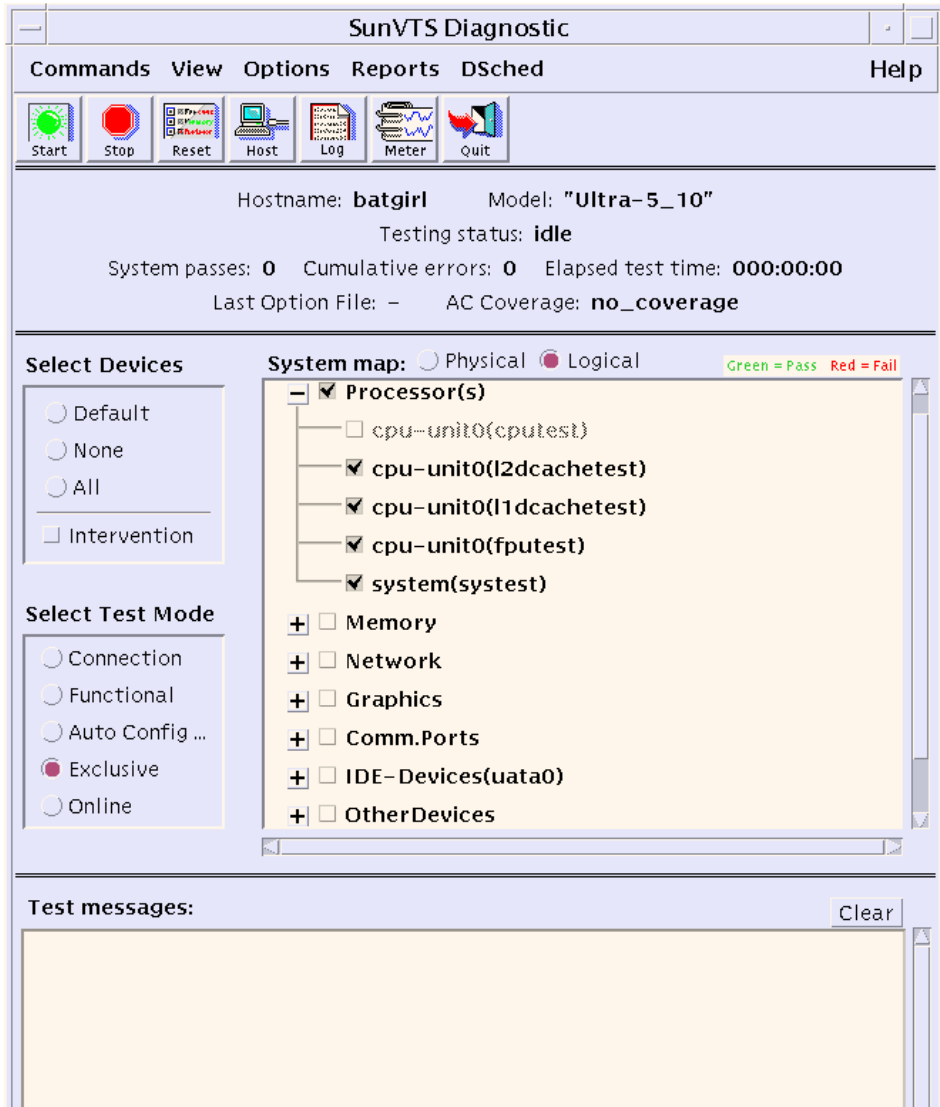 SunVTS Diagnostic
Commands View Options Reports DSched Help
Start Stop Reset Host Log Meter Quit
Hostname: batgirl Model: "Ultra-5_10"
Testing status: idle
System passes: 0 Cumulative errors: 0 Elapsed test time: 000:00:00
Last Option File: - AC Coverage: no_coverage
Select Devices
Default
None
All
Intervention
Select Test Mode
Connection
Functional
Auto Config ...
Exclusive
Online
System map: Physical Logical Green = Pass Red = Fail
Processor(s)
cpu-unit0(cputest)
cpu-unit0(l2dcachetest)
cpu-unit0(l1dcachetest)
cpu-unit0(fputest)
system(systest)
Memory
Network
Graphics
Comm.Ports
IDE-Devices(uata0)
OtherDevices
Test messages: Clear